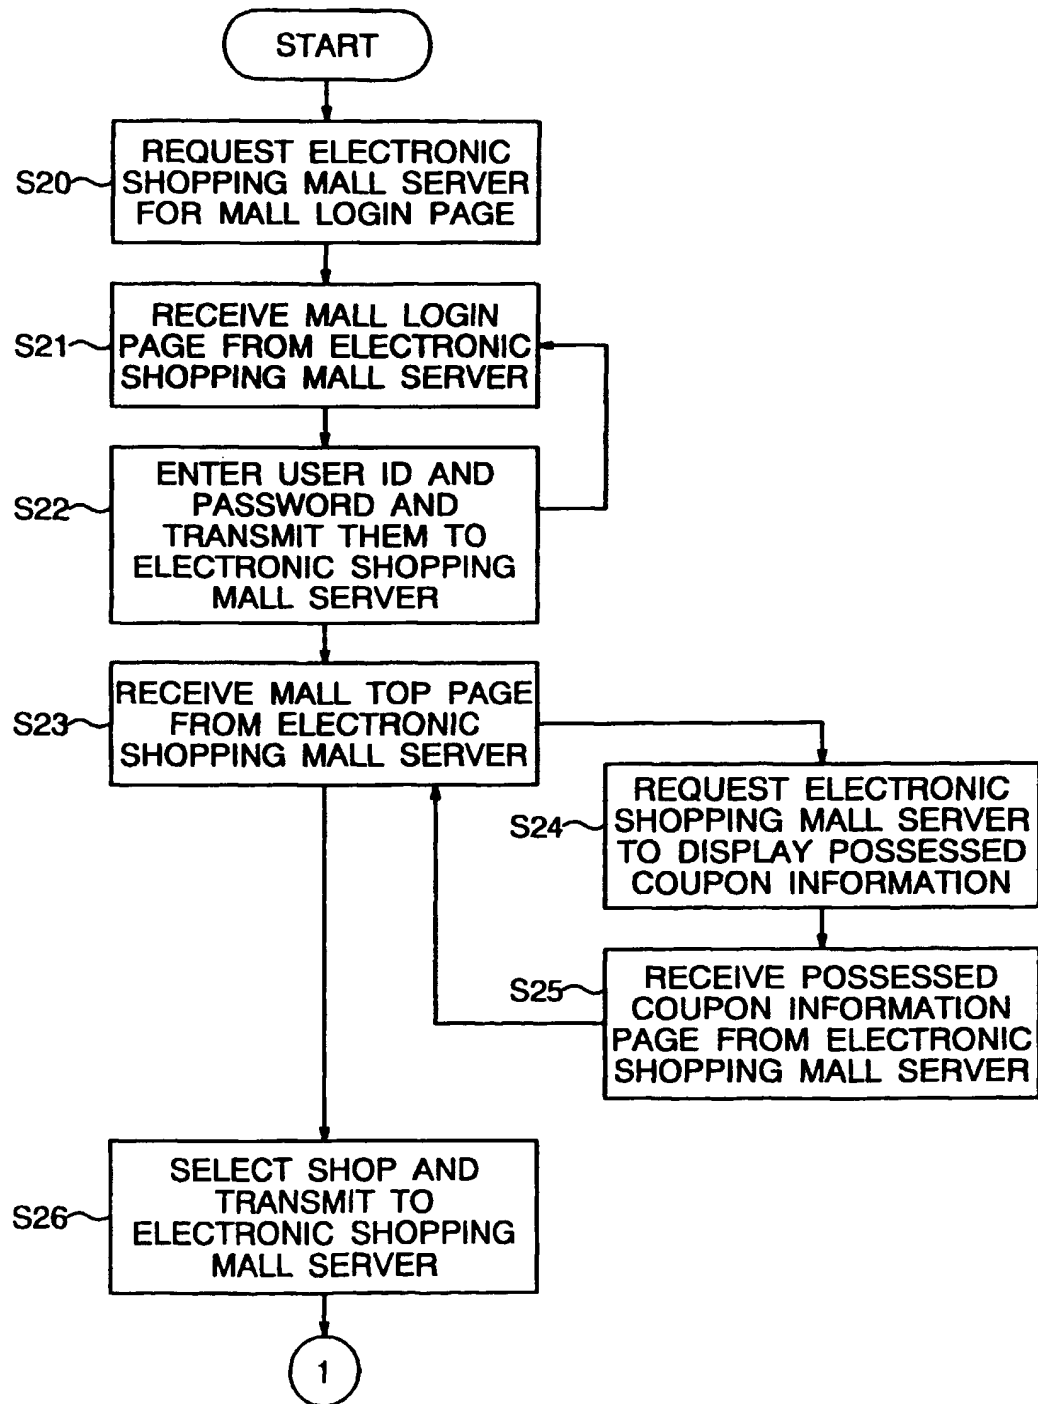 START
S20
REQUEST ELECTRONIC
SHOPPING MALL SERVER
FOR MALL LOGIN PAGE
S21
RECEIVE MALL LOGIN
PAGE FROM ELECTRONIC
SHOPPING MALL SERVER
S22
ENTER USER ID AND
PASSWORD AND
TRANSMIT THEM TO
ELECTRONIC SHOPPING
MALL SERVER
S23
RECEIVE MALL TOP PAGE
FROM ELECTRONIC
SHOPPING MALL SERVER
S24
REQUEST ELECTRONIC
SHOPPING MALL SERVER
TO DISPLAY POSSESSED
COUPON INFORMATION
S25
RECEIVE POSSESSED
COUPON INFORMATION
PAGE FROM ELECTRONIC
SHOPPING MALL SERVER
S26
SELECT SHOP AND
TRANSMIT TO
ELECTRONIC SHOPPING
MALL SERVER
1